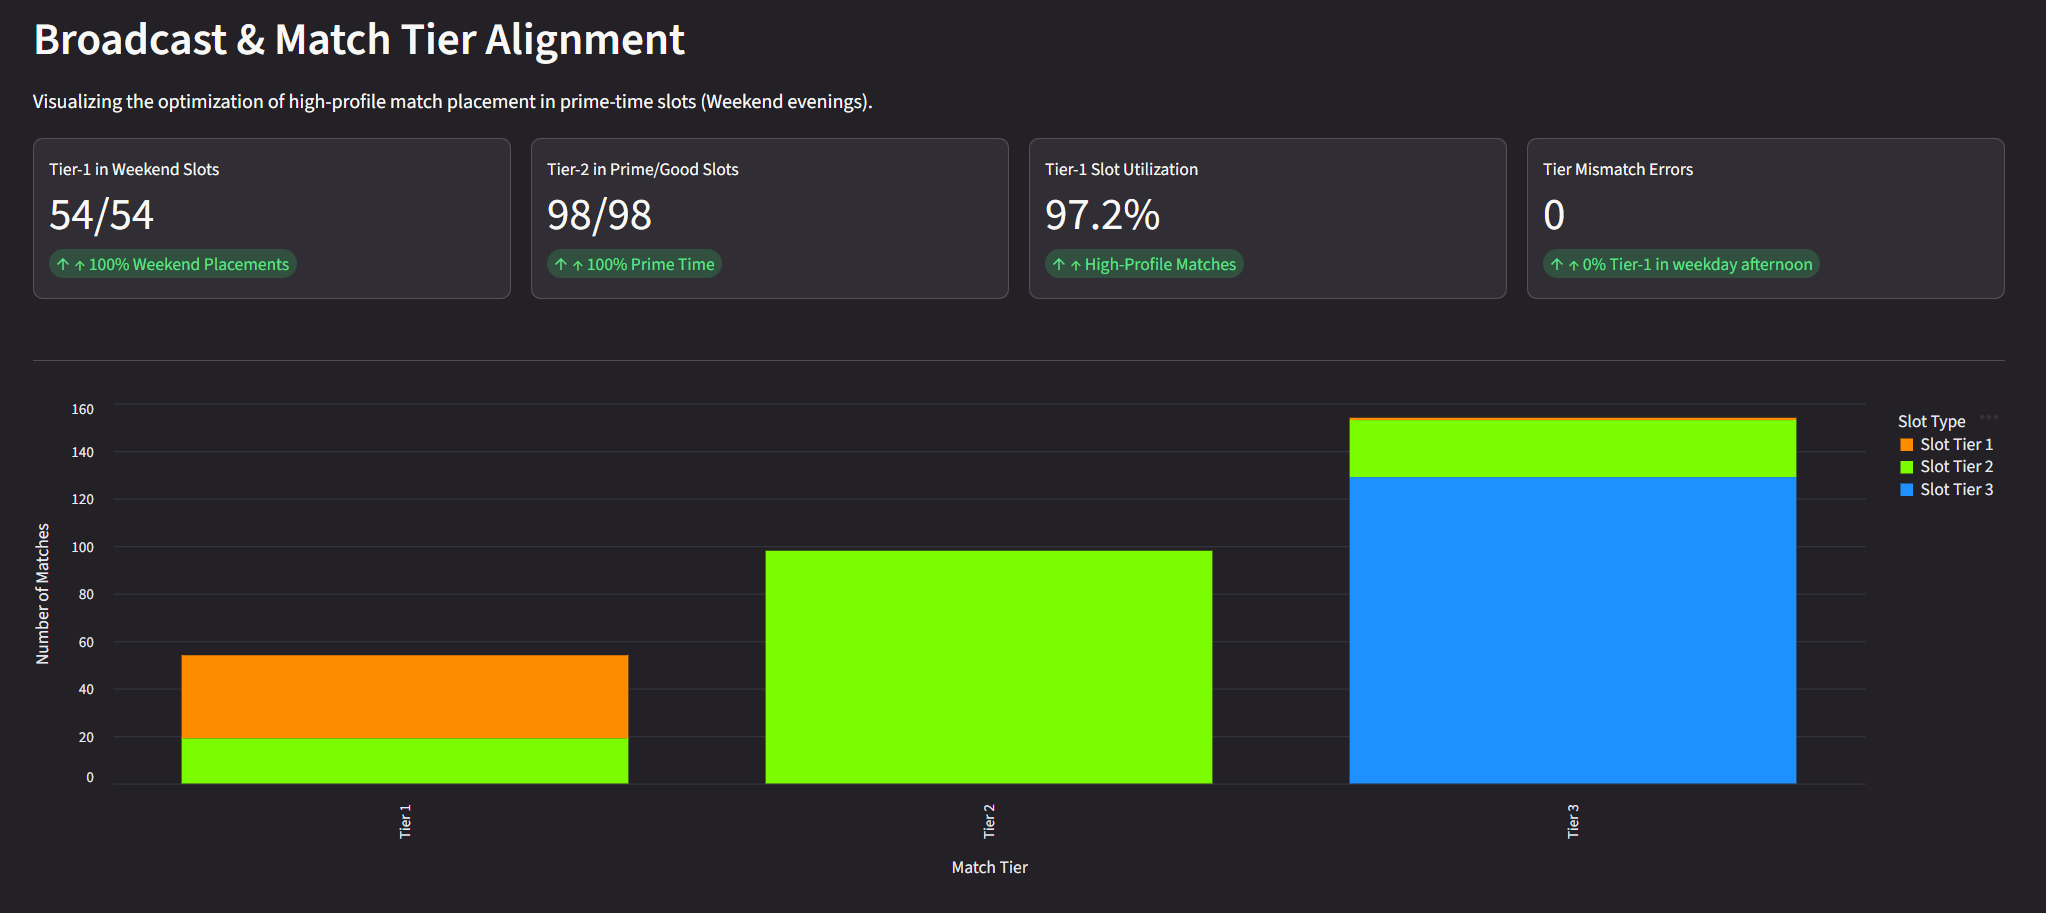 Broadcast & Match Tier Alignment
Visualizing the optimization of high-profile match placement in prime-time slots (Weekend evenings).
Tier-1 in Weekend Slots
54/54
↑ ↑ 100% Weekend Placements
Tier-2 in Prime/Good Slots
98/98
↑ ↑ 100% Prime Time
Tier-1 Slot Utilization
97.2%
↑ ↑ High-Profile Matches
Tier Mismatch Errors
0
↑ ↑ 0% Tier-1 in weekday afternoon
Number of Matches
160
140
120
100
80
60
40
20
0
Tier 1
Tier 2
Tier 3
Match Tier
Slot Type
Slot Tier 1
Slot Tier 2
Slot Tier 3